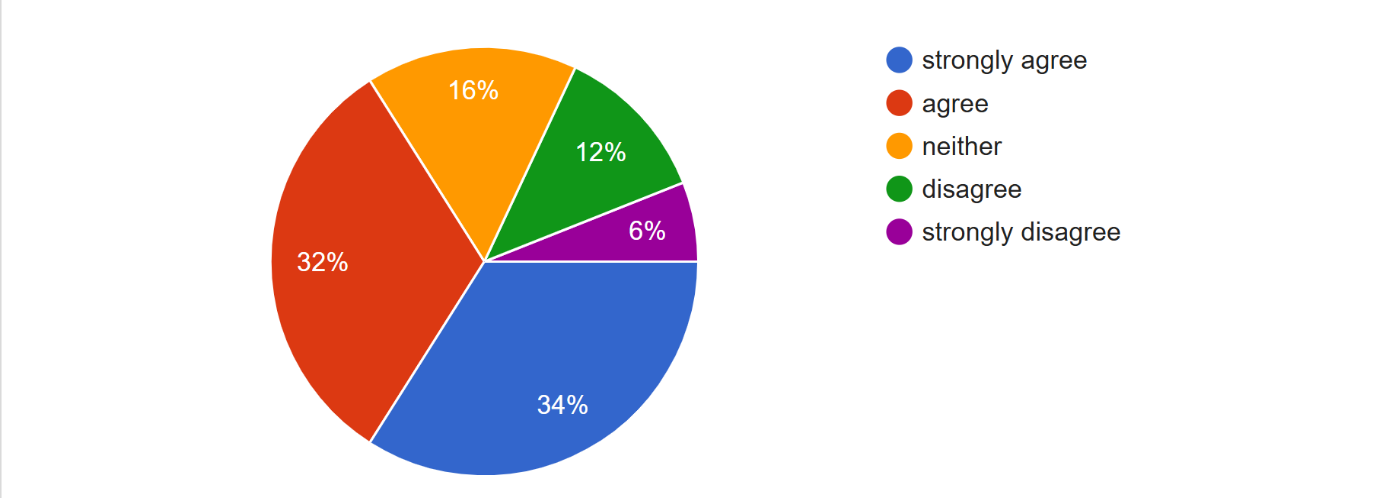 16%
12%
6%
32%
34%
strongly agree
agree
neither
disagree
strongly disagree